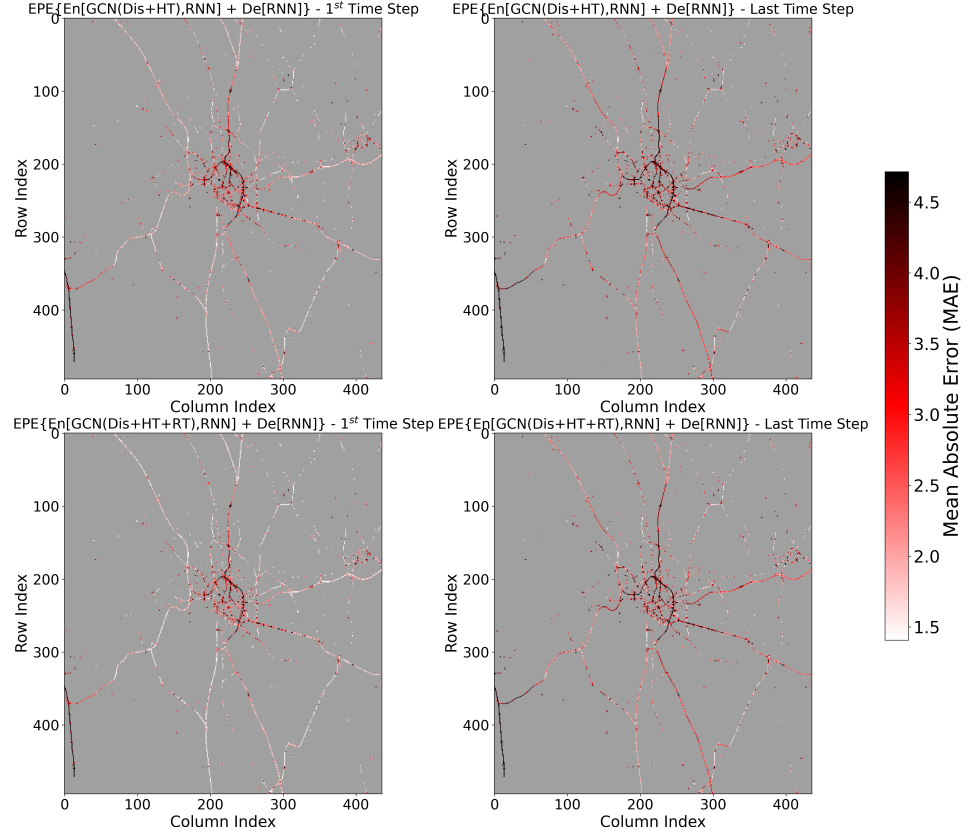 EPE{En[GCN(Dis+HT),RNN] + De[RNN]} - 1st Time Step
EPE{En[GCN(Dis+HT),RNN] + De[RNN]} - Last Time Step
0
100
200
300
400
Row Index
0 100 200 300 400
Column Index
0
100
200
300
400
Row Index
0 100 200 300 400
Column Index
EPE{En[GCN(Dis+HT+RT),RNN] + De[RNN]} - 1st Time Step
EPE{En[GCN(Dis+HT+RT),RNN] + De[RNN]} - Last Time Step
0
100
200
300
400
Row Index
0 100 200 300 400
Column Index
0
100
200
300
400
Row Index
0 100 200 300 400
Column Index
4.5
4.0
3.5
3.0
2.5
2.0
1.5
Mean Absolute Error (MAE)